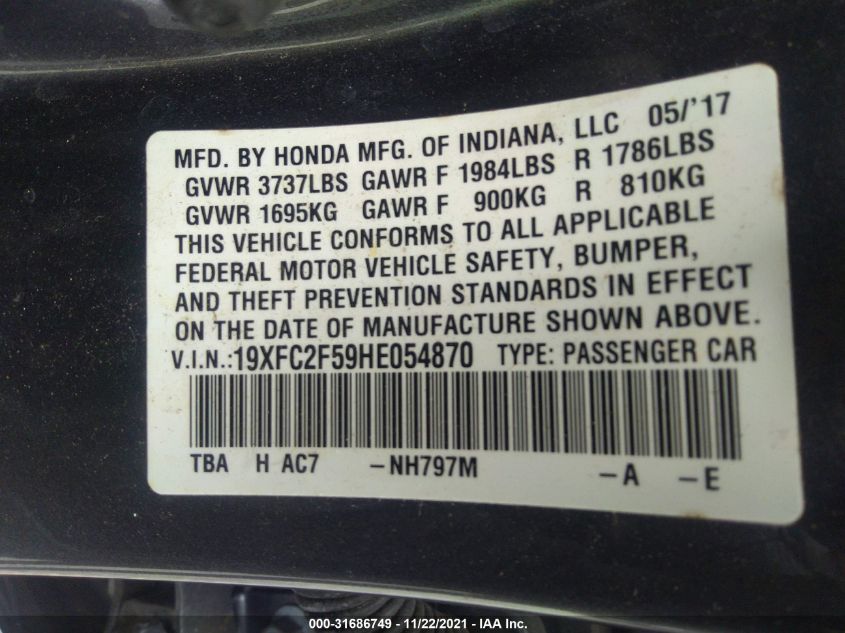 MFD. BY HONDA MFG. OF INDIANA, LLC 05/'17
GVWR 3737LBS GAWR F 1984LBS R 1786LBS
GVWR 1695KG GAWR F 900KG R 810KG
THIS VEHICLE CONFORMS TO ALL APPLICABLE
FEDERAL MOTOR VEHICLE SAFETY, BUMPER,
AND THEFT PREVENTION STANDARDS IN EFFECT
ON THE DATE OF MANUFACTURE SHOWN ABOVE.
V.I.N.:19XFC2F59HE054870 TYPE: PASSENGER CAR
TBA H AC7 -NH797M -A -E
000-31686749 - 11/22/2021 - IAA Inc.